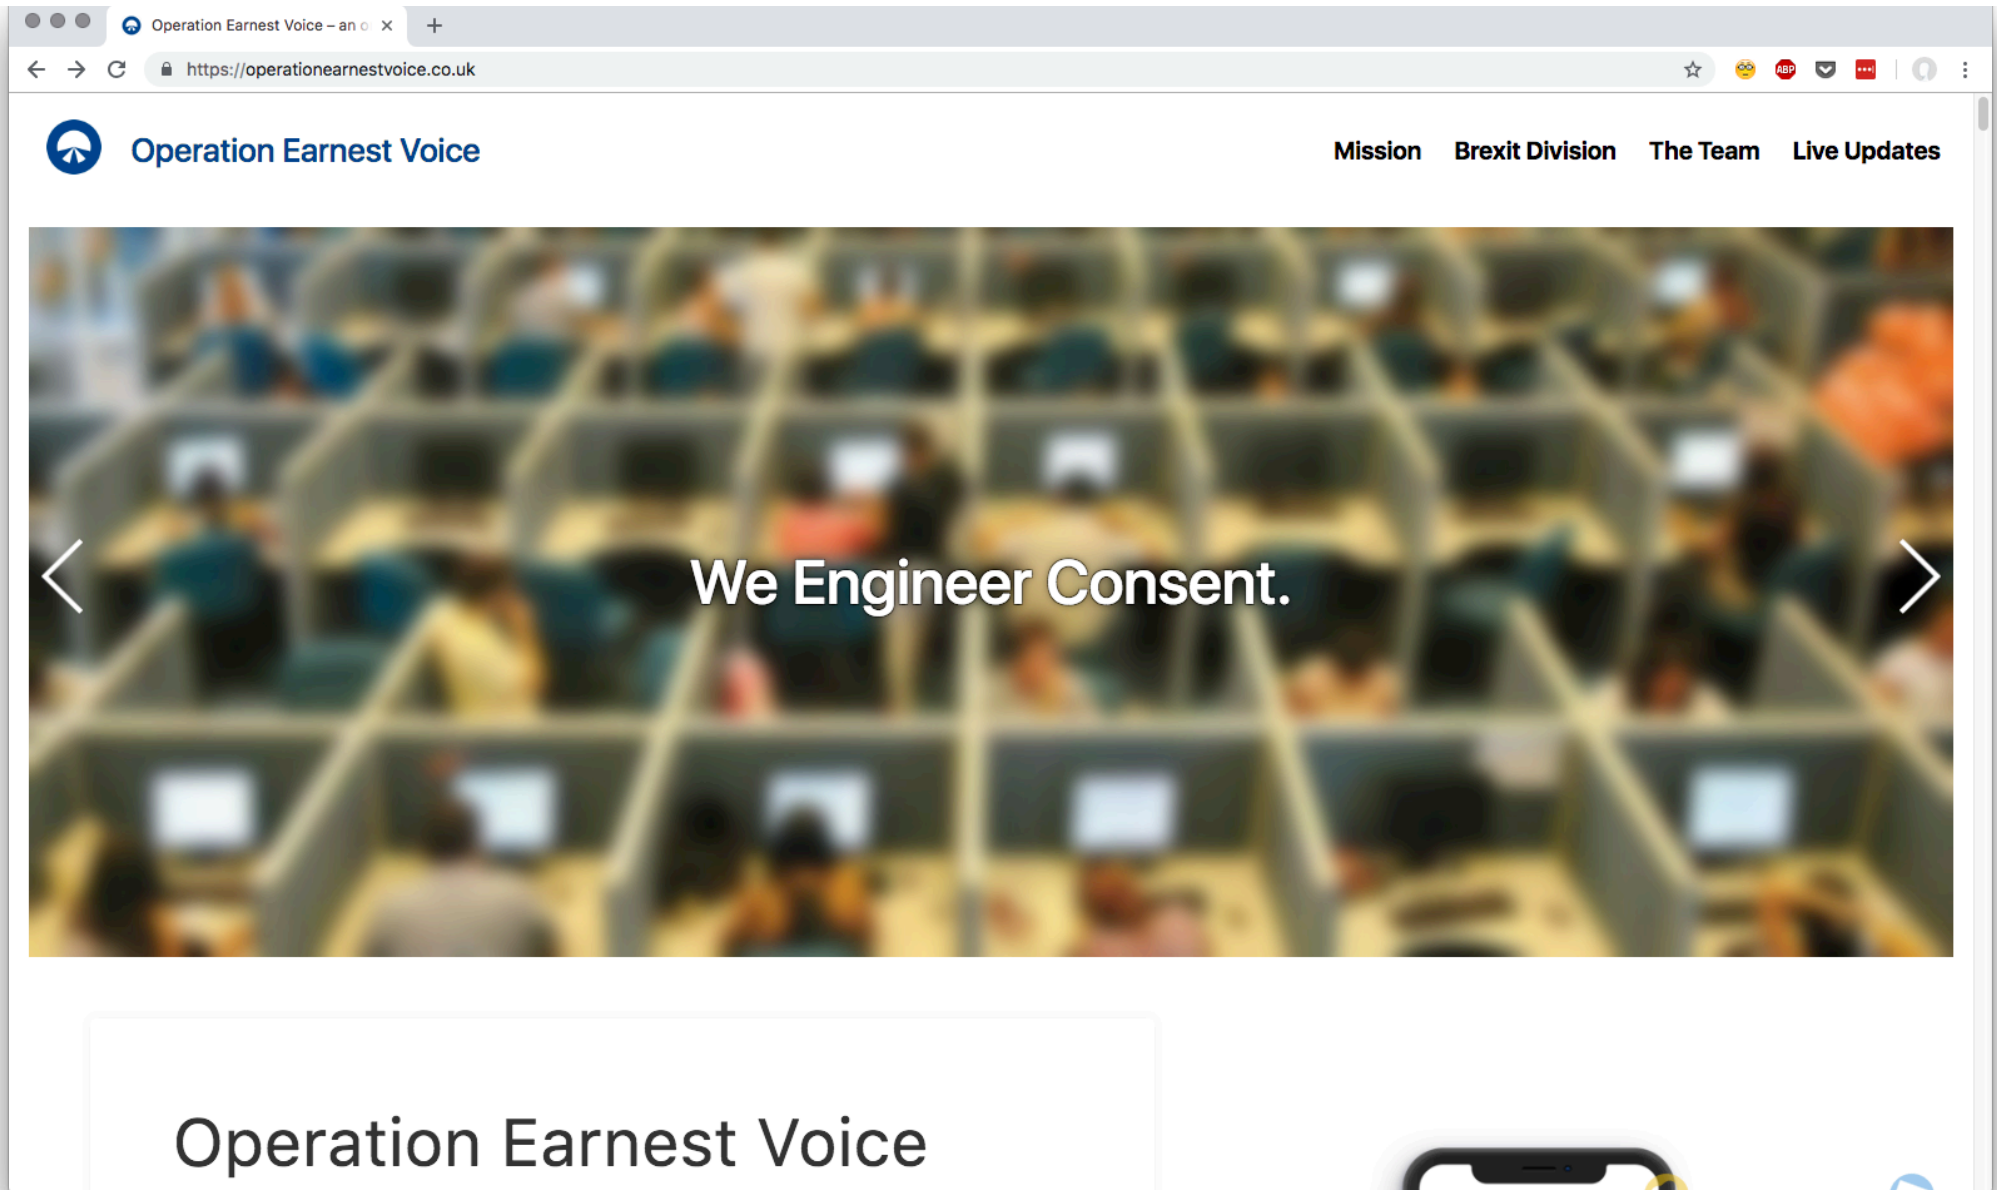 Operation Earnest Voice – an o
https://operationearnestvoice.co.uk
ABP
Operation Earnest Voice
Mission Brexit Division The Team Live Updates
We Engineer Consent.
Operation Earnest Voice